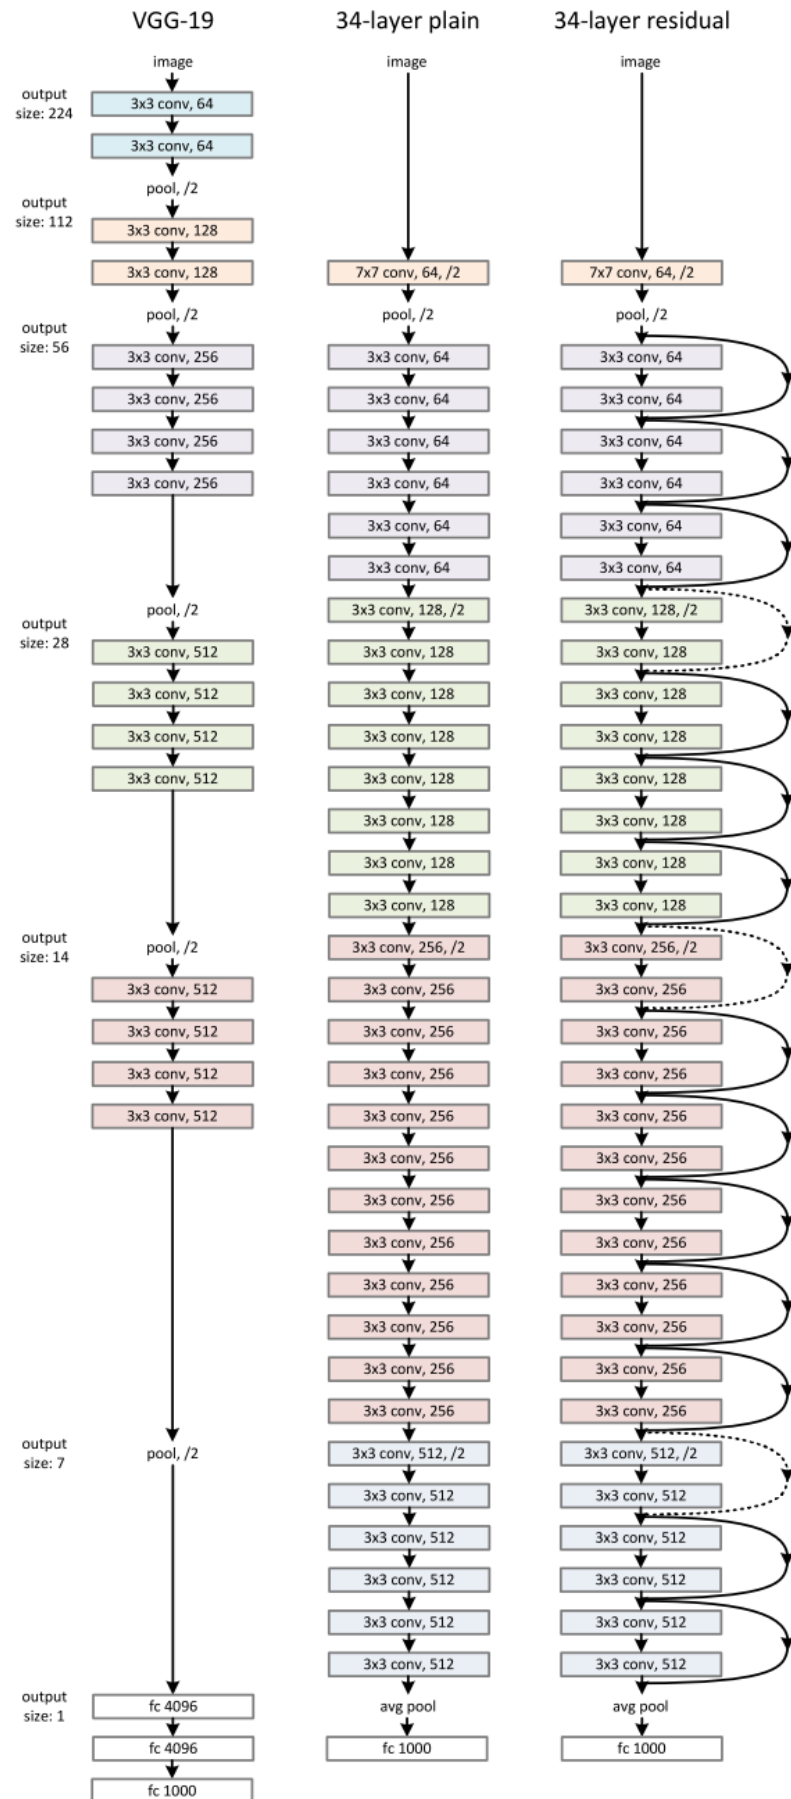 VGG-19
34-layer plain
34-layer residual
image
output
size: 224
3x3 conv, 64
3x3 conv, 64
pool, /2
output
size: 112
3x3 conv, 128
3x3 conv, 128
pool, /2
output
size: 56
3x3 conv, 256
3x3 conv, 256
3x3 conv, 256
3x3 conv, 256
pool, /2
output
size: 28
3x3 conv, 512
3x3 conv, 512
3x3 conv, 512
3x3 conv, 512
output
size: 14
pool, /2
3x3 conv, 512
3x3 conv, 512
3x3 conv, 512
3x3 conv, 512
output
size: 7
pool, /2
output
size: 1
fc 4096
fc 4096
fc 1000
image
7x7 conv, 64, /2
pool, /2
3x3 conv, 64
3x3 conv, 64
3x3 conv, 64
3x3 conv, 64
3x3 conv, 64
3x3 conv, 64
3x3 conv, 128, /2
3x3 conv, 128
3x3 conv, 128
3x3 conv, 128
3x3 conv, 128
3x3 conv, 128
3x3 conv, 128
3x3 conv, 128
3x3 conv, 256, /2
3x3 conv, 256
3x3 conv, 256
3x3 conv, 256
3x3 conv, 256
3x3 conv, 256
3x3 conv, 256
3x3 conv, 256
3x3 conv, 256
3x3 conv, 256
3x3 conv, 256
3x3 conv, 256
3x3 conv, 512, /2
3x3 conv, 512
3x3 conv, 512
3x3 conv, 512
3x3 conv, 512
3x3 conv, 512
avg pool
fc 1000
image
7x7 conv, 64, /2
pool, /2
3x3 conv, 64
3x3 conv, 64
3x3 conv, 64
3x3 conv, 64
3x3 conv, 64
3x3 conv, 64
3x3 conv, 128, /2
3x3 conv, 128
3x3 conv, 128
3x3 conv, 128
3x3 conv, 128
3x3 conv, 128
3x3 conv, 128
3x3 conv, 128
3x3 conv, 256, /2
3x3 conv, 256
3x3 conv, 256
3x3 conv, 256
3x3 conv, 256
3x3 conv, 256
3x3 conv, 256
3x3 conv, 256
3x3 conv, 256
3x3 conv, 256
3x3 conv, 256
3x3 conv, 256
3x3 conv, 512, /2
3x3 conv, 512
3x3 conv, 512
3x3 conv, 512
3x3 conv, 512
3x3 conv, 512
avg pool
fc 1000